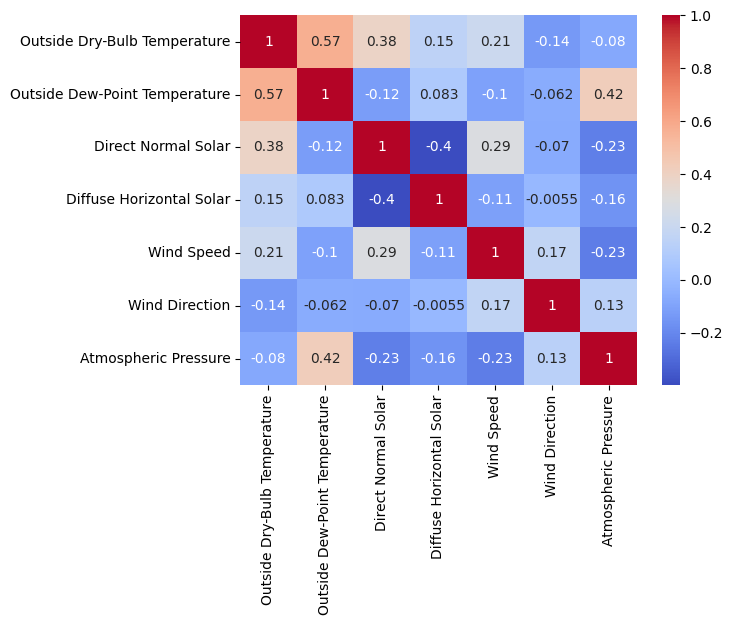 Outside Dry-Bulb Temperature 1 0.57 0.38 0.15 0.21 -0.14 -0.08
Outside Dew-Point Temperature 0.57 1 -0.12 0.083 -0.1 -0.062 0.42
Direct Normal Solar 0.38 -0.12 1 -0.4 0.29 -0.07 -0.23
Diffuse Horizontal Solar 0.15 0.083 -0.4 1 -0.11 -0.0055 -0.16
Wind Speed 0.21 -0.1 0.29 -0.11 1 0.17 -0.23
Wind Direction -0.14 -0.062 -0.07 -0.0055 0.17 1 0.13
Atmospheric Pressure -0.08 0.42 -0.23 -0.16 -0.23 0.13 1
Outside Dry-Bulb Temperature
Outside Dew-Point Temperature
Direct Normal Solar
Diffuse Horizontal Solar
Wind Speed
Wind Direction
Atmospheric Pressure
1.0
0.8
0.6
0.4
0.2
0.0
-0.2